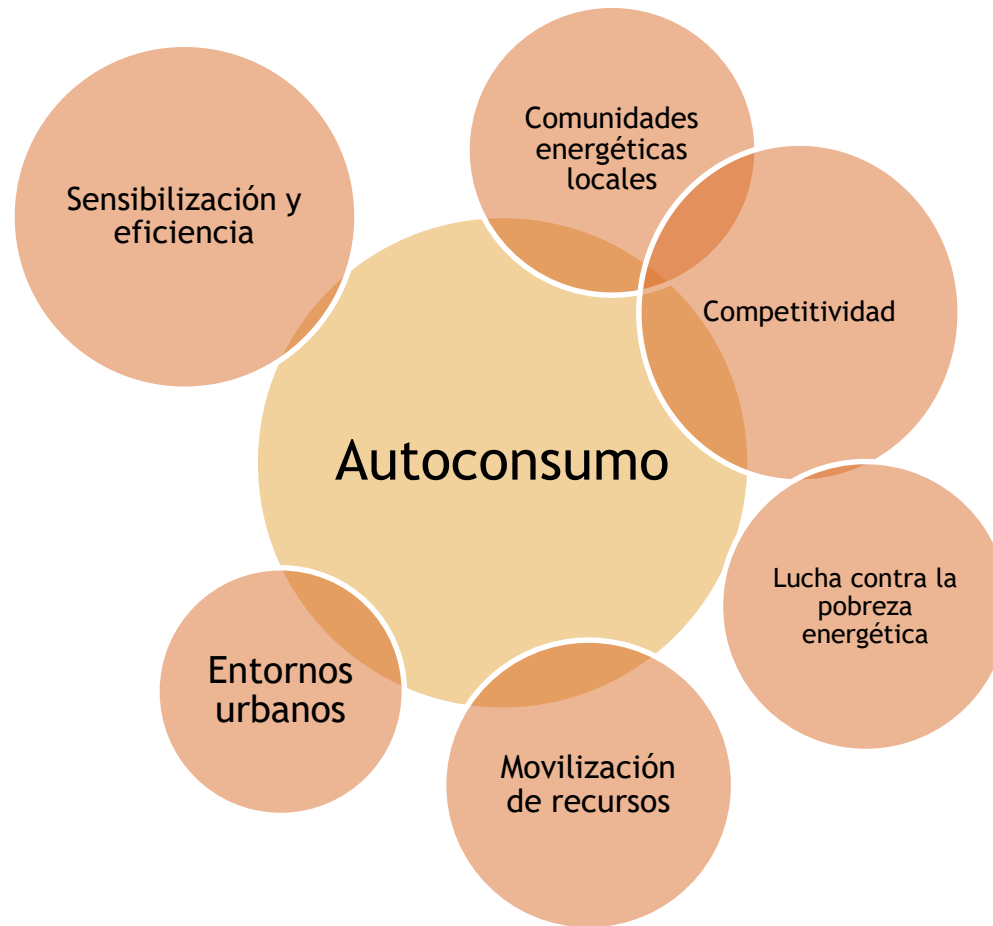 Comunidades
energéticas
locales
Sensibilización y
eficiencia
Competitividad
Autoconsumo
Lucha contra la
pobreza
energética
Entornos
urbanos
Movilización
de recursos